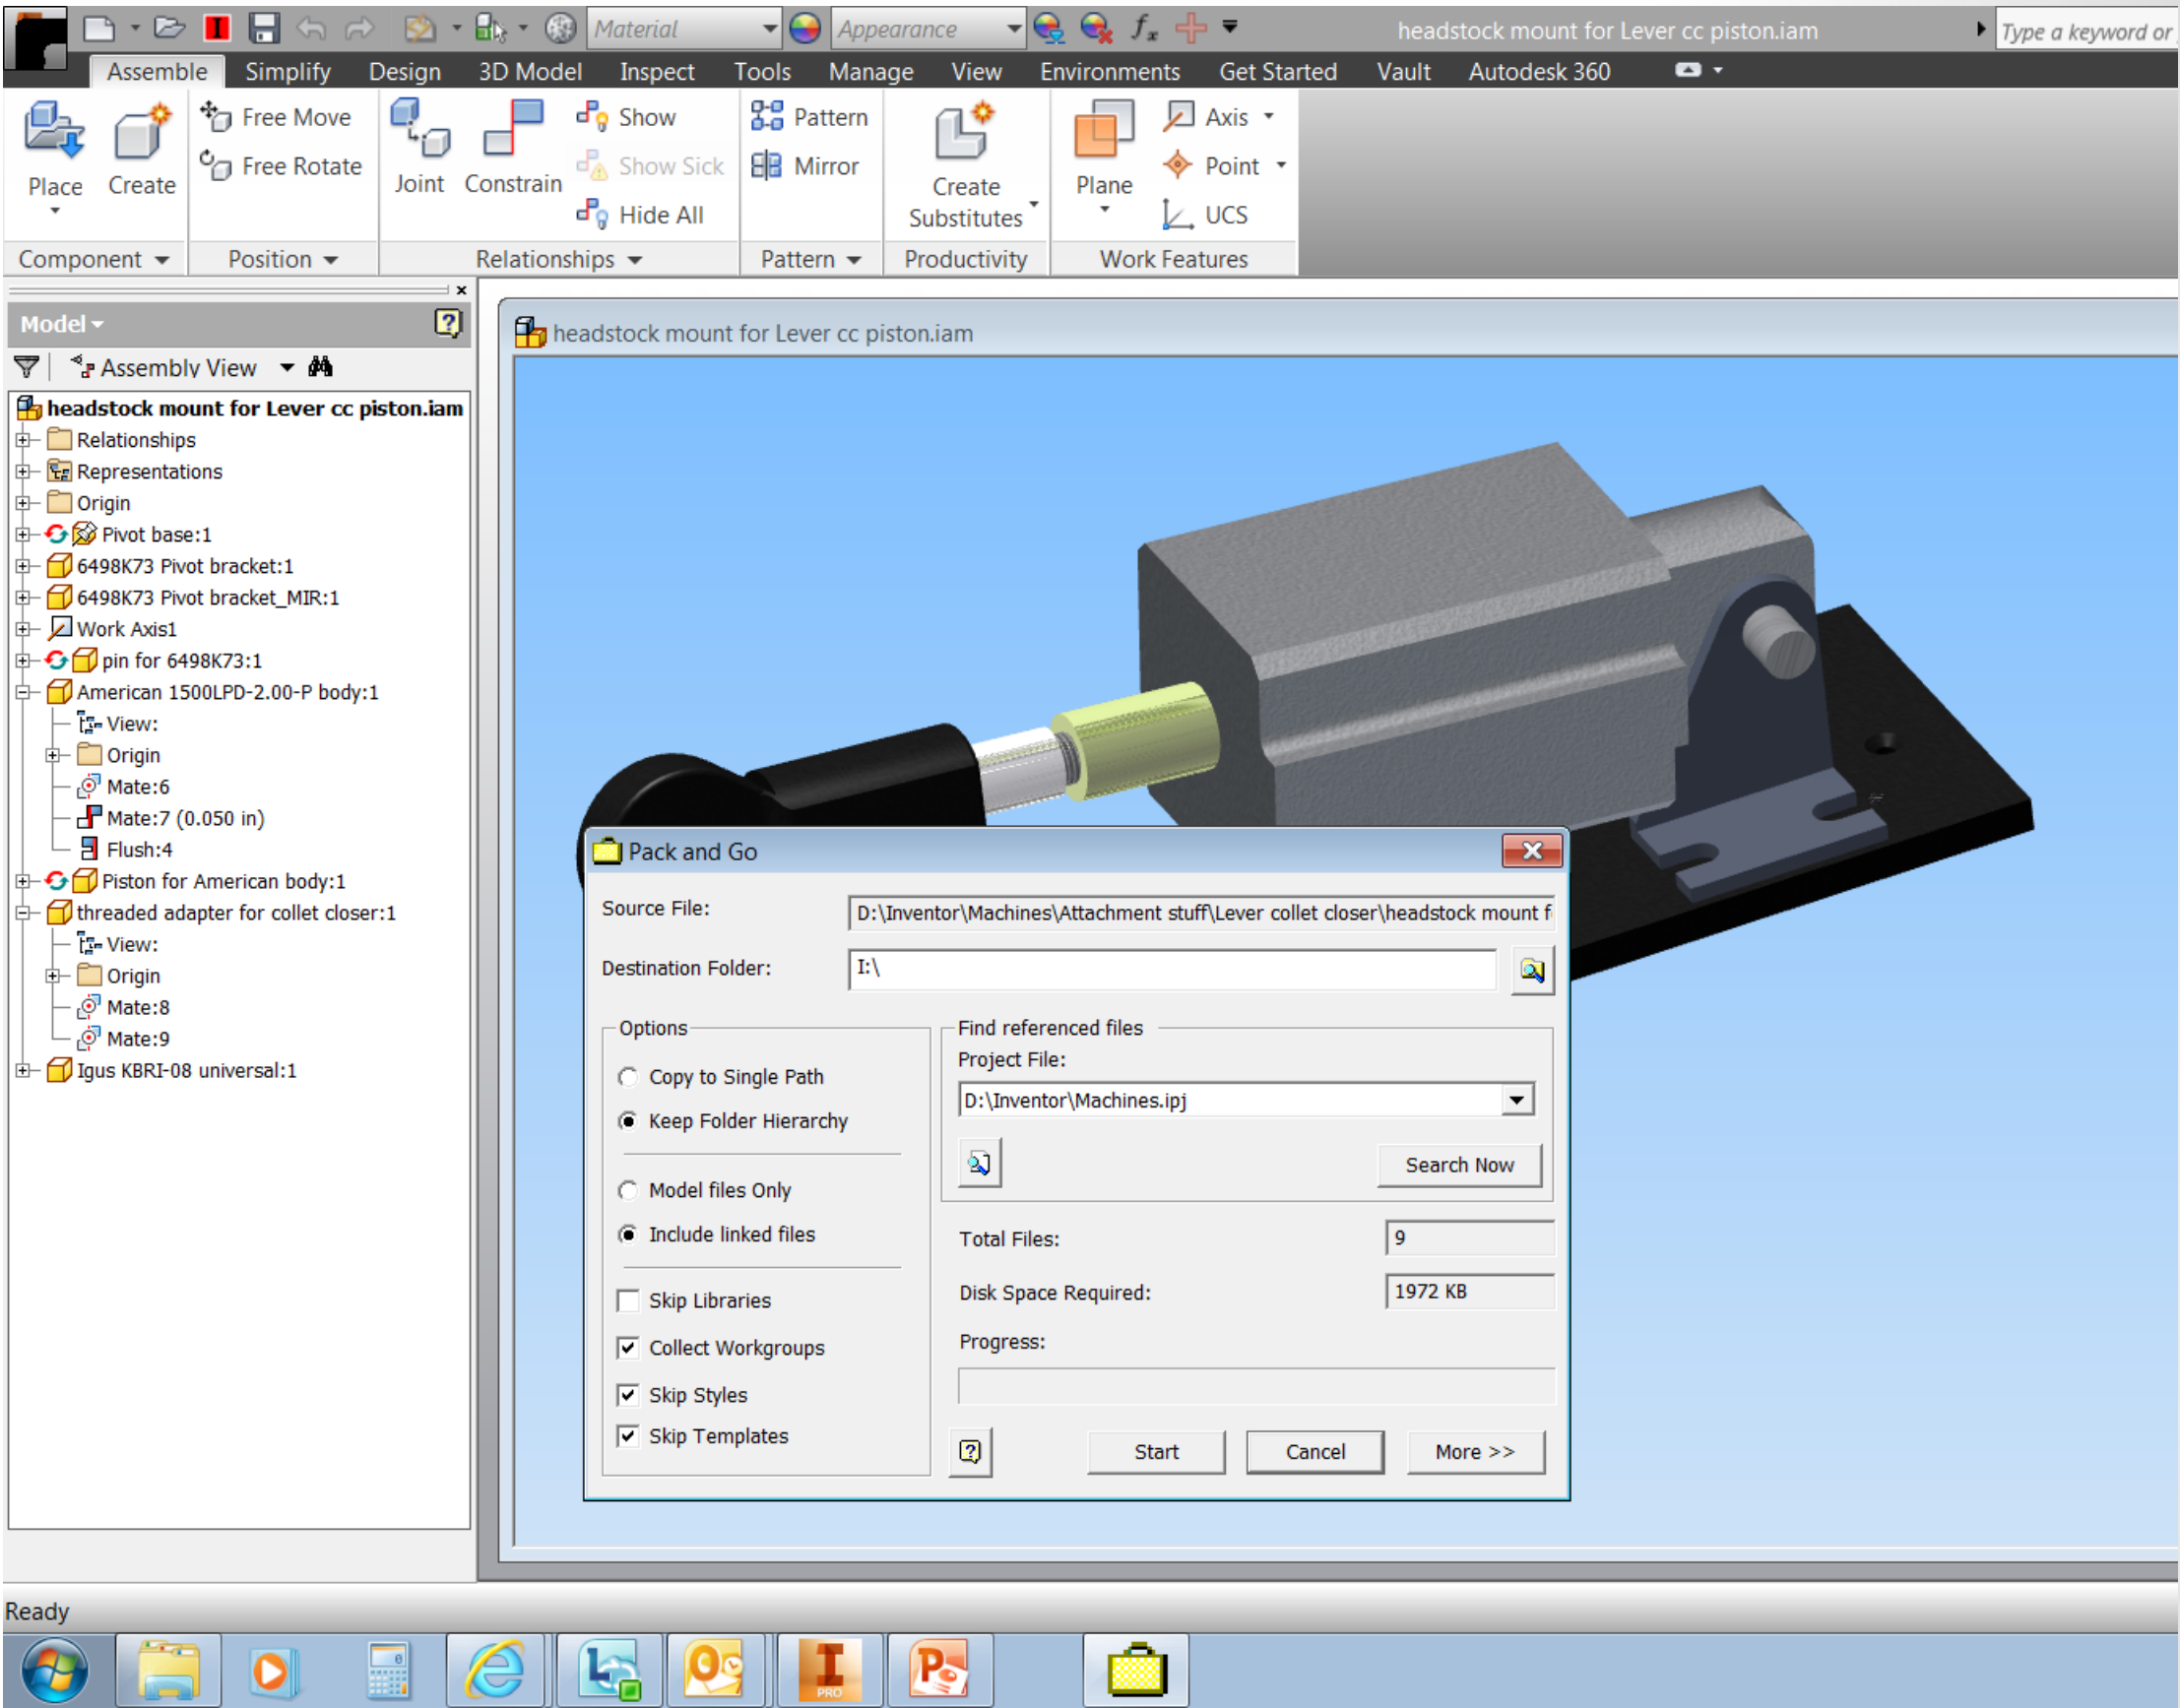 Material
Appearance
fx
headstock mount for Lever cc piston.iam
Type a keyword or
Assemble Simplify Design 3D Model Inspect Tools Manage View Environments Get Started Vault Autodesk 360
Place
Create
Free Move
Free Rotate
Joint
Constrain
Show
Show Sick
Hide All
Pattern
Mirror
Create
Substitutes
Plane
Axis
Point
UCS
Component
Position
Relationships
Pattern
Productivity
Work Features
Model
Assembly View
headstock mount for Lever cc piston.iam
Relationships
Representations
Origin
Pivot base:1
6498K73 Pivot bracket:1
6498K73 Pivot bracket_MIR:1
Work Axis1
pin for 6498K73:1
American 1500LPD-2.00-P body:1
View:
Origin
Mate:6
Mate:7 (0.050 in)
Flush:4
Piston for American body:1
threaded adapter for collet closer:1
View:
Origin
Mate:8
Mate:9
Igus KBRI-08 universal:1
headstock mount for Lever cc piston.iam
Pack and Go
Source File:
D:\Inventor\Machines\Attachment stuff\Lever collet closer\headstock mount f
Destination Folder:
I:\
Options
Copy to Single Path
Keep Folder Hierarchy
Model files Only
Include linked files
Skip Libraries
Collect Workgroups
Skip Styles
Skip Templates
Find referenced files
Project File:
D:\Inventor\Machines.ipj
Search Now
Total Files:
9
Disk Space Required:
1972 KB
Progress:
Start
Cancel
More >>
Ready
PRO